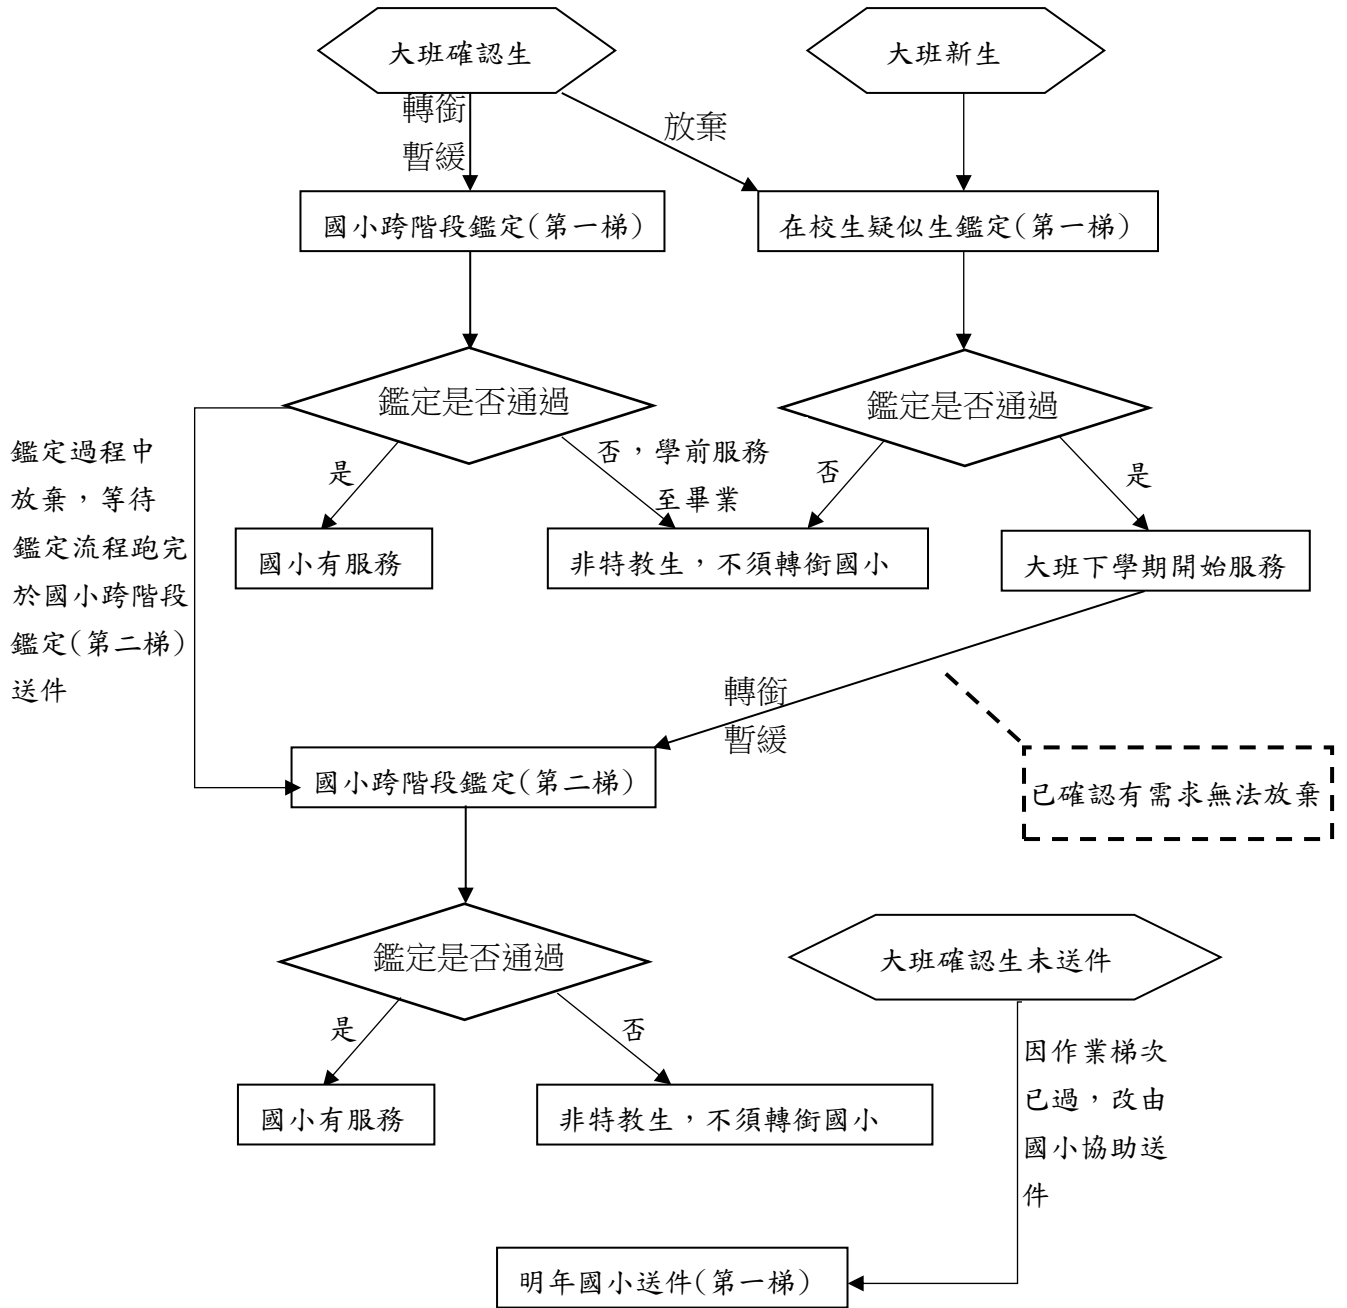 大班確認生
大班新生
轉銜
暫緩
放棄
國小跨階段鑑定(第一梯)
在校生疑似生鑑定(第一梯)
鑑定是否通過
鑑定是否通過
鑑定過程中
放棄，等待
鑑定流程跑完
於國小跨階段
鑑定(第二梯)
送件
是
否，學前服務
至畢業
否
是
國小有服務
非特教生，不須轉銜國小
大班下學期開始服務
轉銜
暫緩
國小跨階段鑑定(第二梯)
已確認有需求無法放棄
鑑定是否通過
大班確認生未送件
是
否
因作業梯次
已過，改由
國小協助送
件
國小有服務
非特教生，不須轉銜國小
明年國小送件(第一梯)